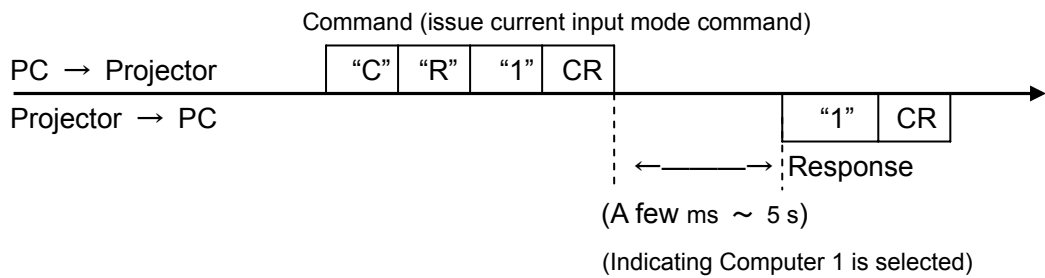 Command (issue current input mode command)
PC → Projector “C” “R” “1” CR
Projector → PC “1” CR
←———→ Response
(A few ms ～ 5 s)
(Indicating Computer 1 is selected)